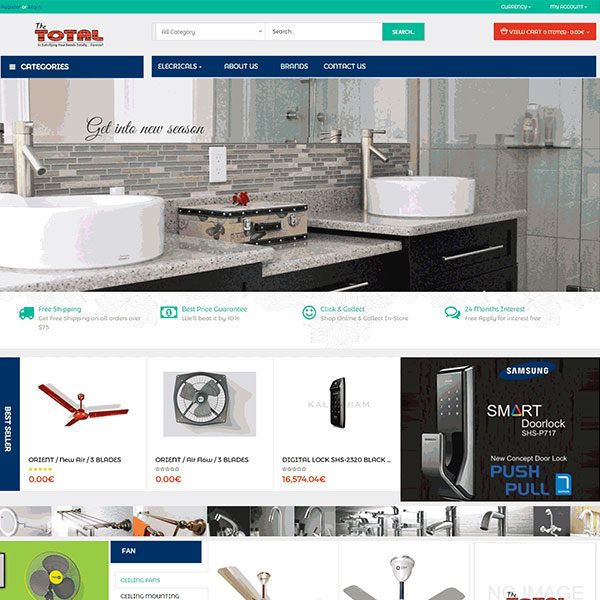 Register or Login
CURRENCY
MY ACCOUNT
The
TOTAL
In Satisfying Your Needs Totally... Forever!
All Category
Search...
SEARCH..
VIEW CART 0 ITEM(S) - 0.00€
CATEGORIES
ELECRICALS
ABOUT US
BRANDS
CONTACT US
Get into new season
Free Shipping
Get Free Shipping on all orders over
$75
Best Price Guarantee
We'll beat it by 10%
Click & Collect
Shop Online & Collect In-Store
24 Months Interest
Free Apply for interest free
BEST SELLER
ORIENT / New Air / 3 BLADES
0.00€
ORIENT / Air Flow / 3 BLADES
0.00€
DIGITAL LOCK SHS-2320 BLACK ...
16,574.04€
SAMSUNG
SMART
Doorlock
SHS-P717
New Concept Door Lock
PUSH
PULL
FAN
CEILING FANS
CEILING MOUNTING
The
TOTAL
NO IMAGE